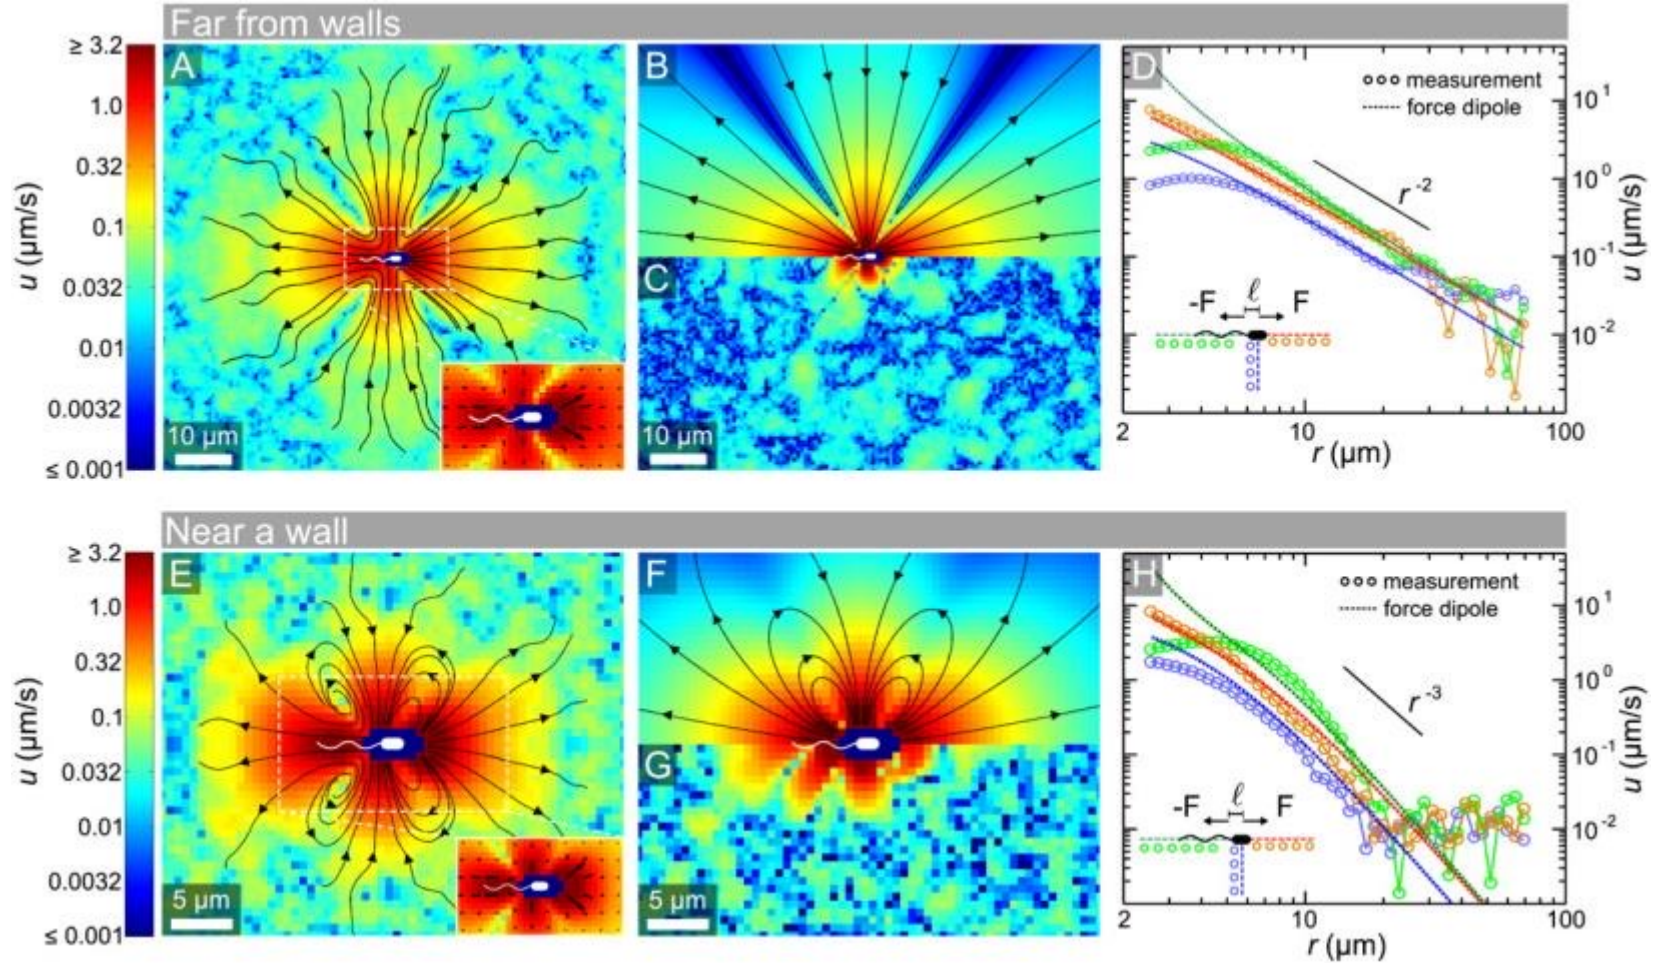 Far from walls
≥ 3.2
1.0
0.32
0.1
0.032
0.01
0.0032
≤ 0.001
u (µm/s)
A
10 µm
B
C
10 µm
D
measurement
force dipole
r -2
-F ℓ F
10 1
10 0
10 -1
10 -2
u (µm/s)
2 10 100
r (µm)
Near a wall
≥ 3.2
1.0
0.32
0.1
0.032
0.01
0.0032
≤ 0.001
u (µm/s)
E
5 µm
F
G
5 µm
H
measurement
force dipole
r -3
-F ℓ F
10 1
10 0
10 -1
10 -2
u (µm/s)
2 10 100
r (µm)